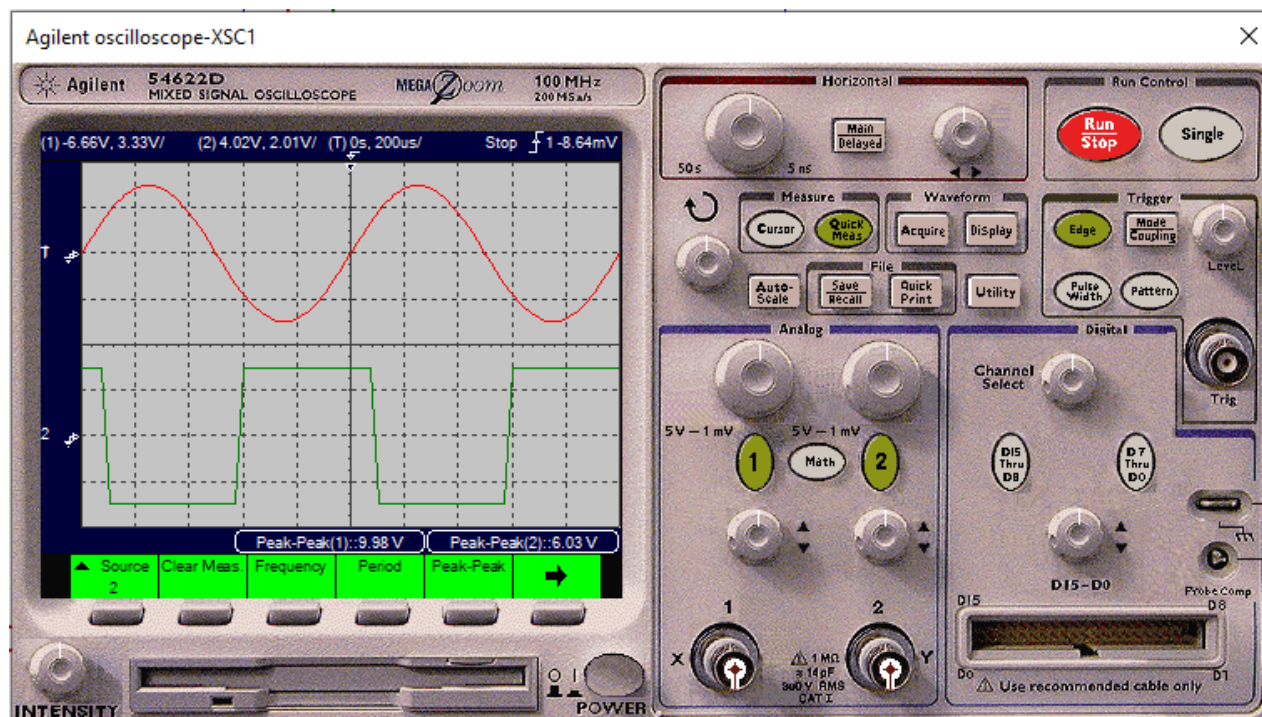 Agilent oscilloscope-XSC1
Agilent
54622D
MIXED SIGNAL OSCILLOSCOPE
MEGA Zoom
100 MHz
200 MSa/s
(1) -6.66V, 3.33V/ (2) 4.02V, 2.01V/ (T) 0s, 200us/ Stop 1 -8.64mV
T
2
Peak-Peak(1)::9.98 V
Peak-Peak(2)::6.03 V
Source
2
Clear Meas.
Frequency
Period
Peak-Peak
INTENSITY
O I
POWER
Horizontal
50 s
5 ns
Main
Delayed
Run Control
Run
Stop
Single
Measure
Cursor
Quick
Meas
Waveform
Acquire
Display
Trigger
Edge
Mode
Coupling
Level
Auto-
Scale
File
Save
Recall
Quick
Print
Utility
Pulse
Width
Pattern
Trig
Analog
5V – 1 mV
5V – 1 mV
1
Math
2
Digital
Channel
Select
D15
Thru
D8
D7
Thru
D0
D15-D0
Probe Comp
1
2
X
Y
1 MΩ
≈ 14pF
300 V RMS
CAT I
D15
D8
Do
D1
Use recommended cable only